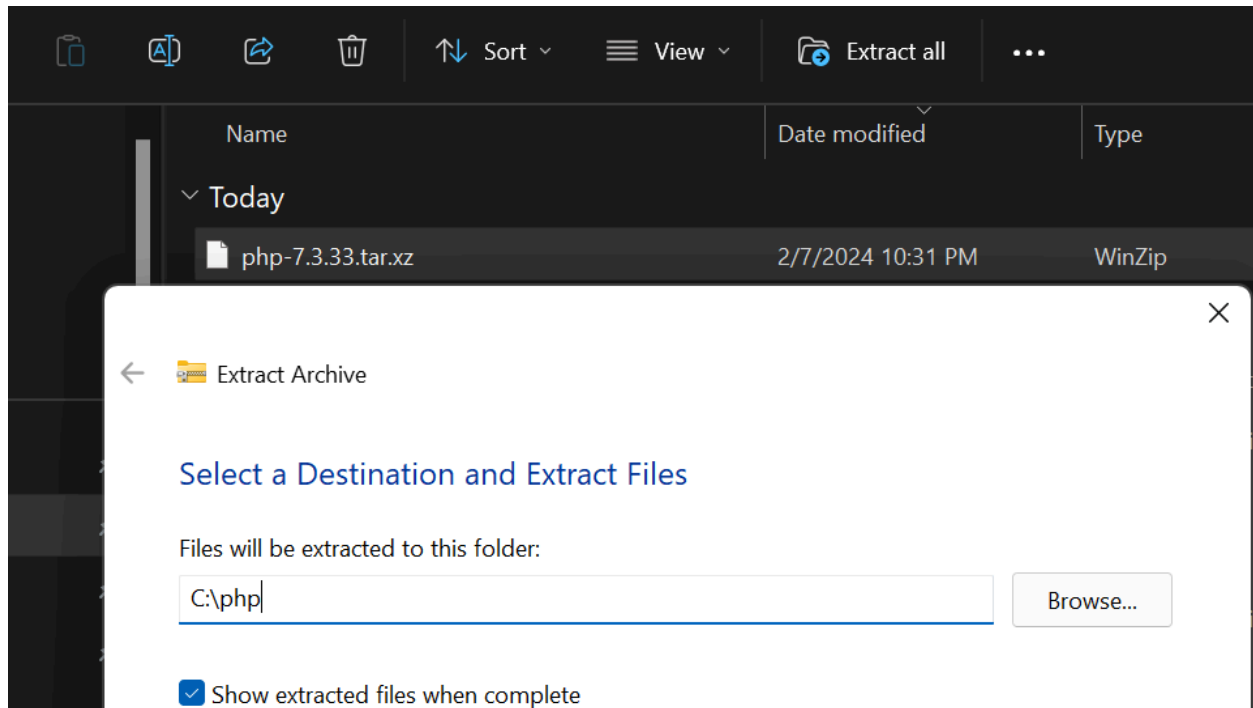 Sort View Extract all
Name Date modified Type
Today
php-7.3.33.tar.xz 2/7/2024 10:31 PM WinZip
Extract Archive
Select a Destination and Extract Files
Files will be extracted to this folder:
C:\php Browse...
Show extracted files when complete